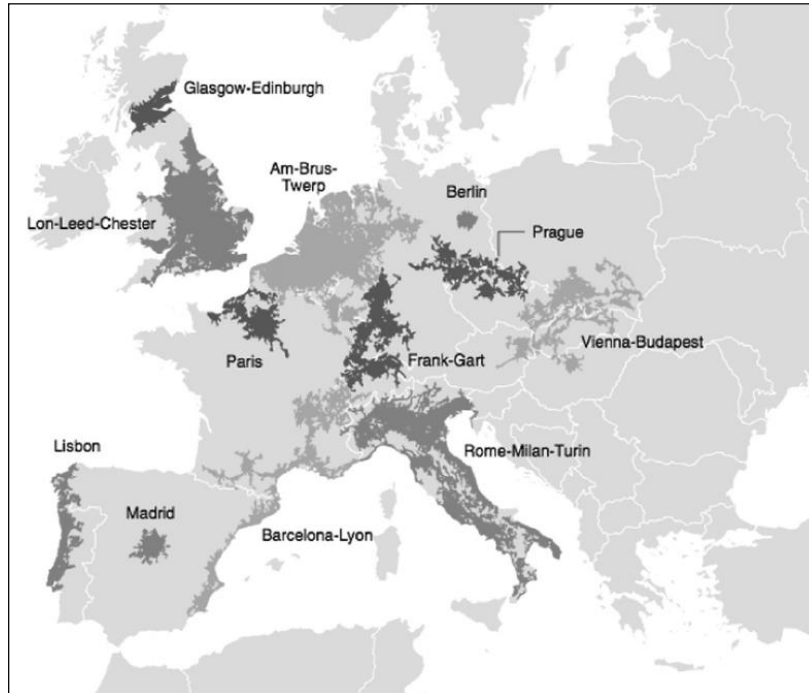 Glasgow-Edinburgh
Am-Brus-
Twerp
Berlin
Lon-Leed-Chester
Prague
Paris
Frank-Gart
Vienna-Budapest
Lisbon
Rome-Milan-Turin
Madrid
Barcelona-Lyon